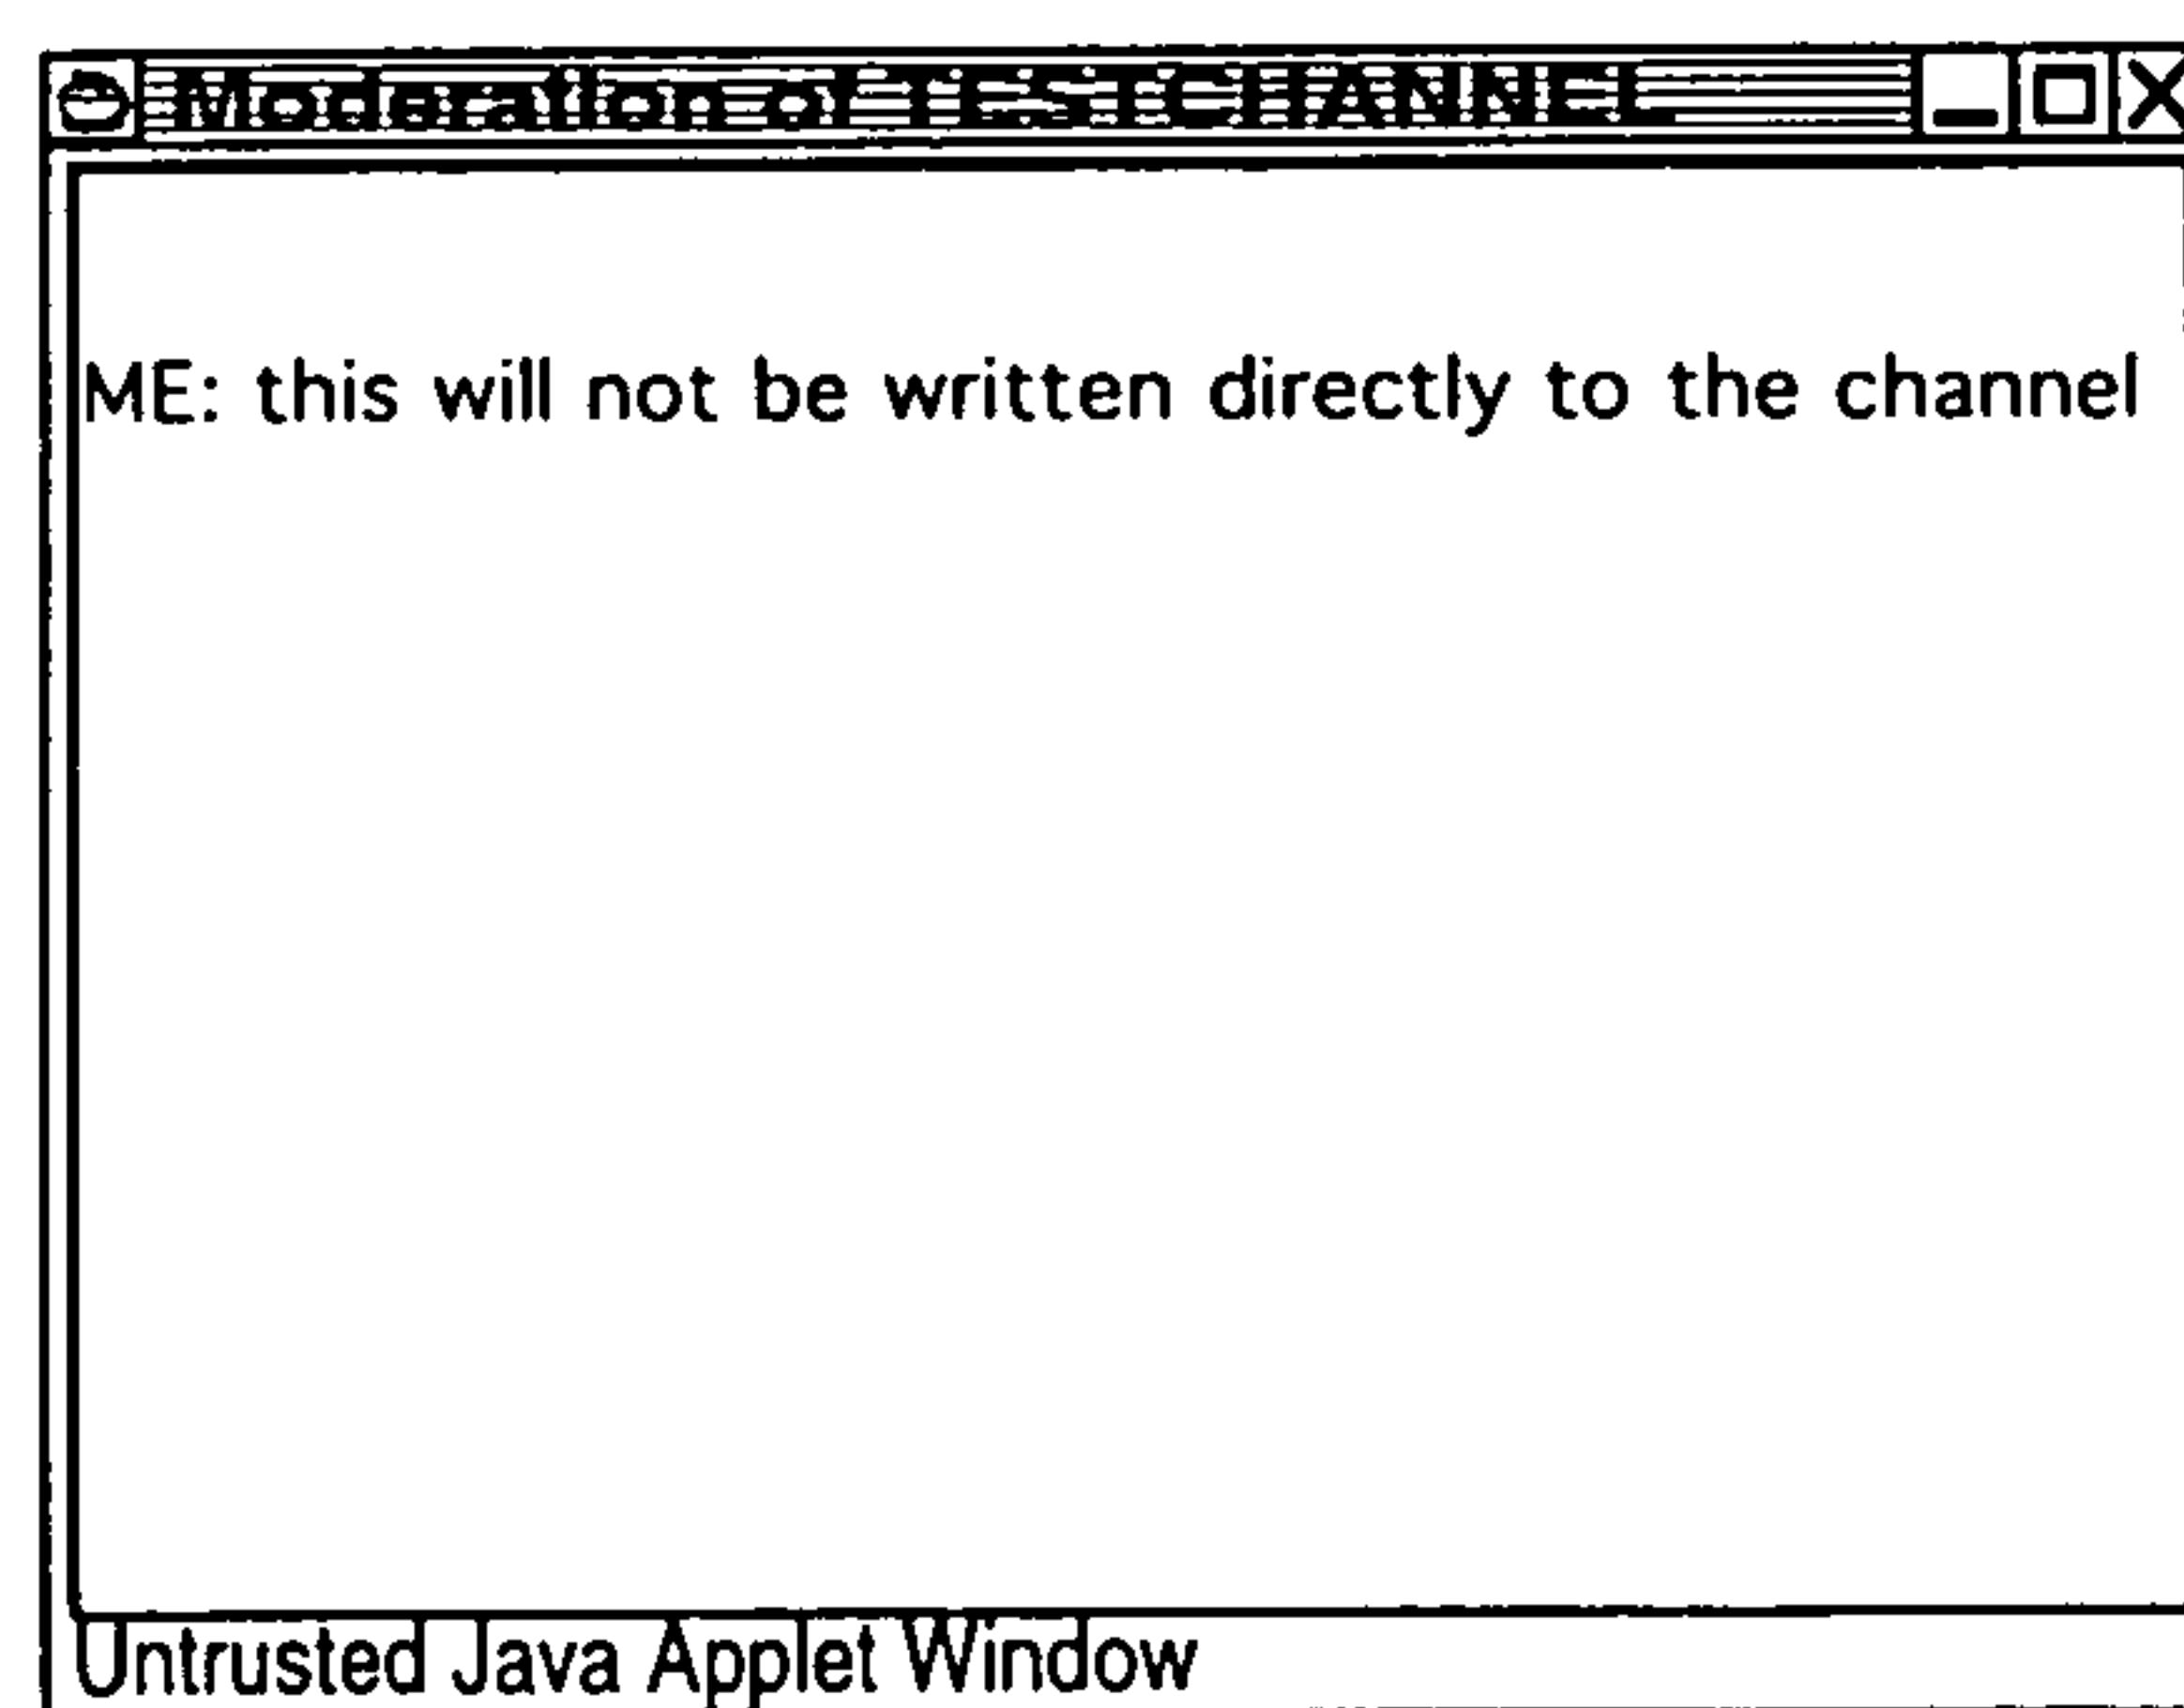 Moderation of TESTCHANNEL
ME: this will not be written directly to the channel
Untrusted Java Applet Window